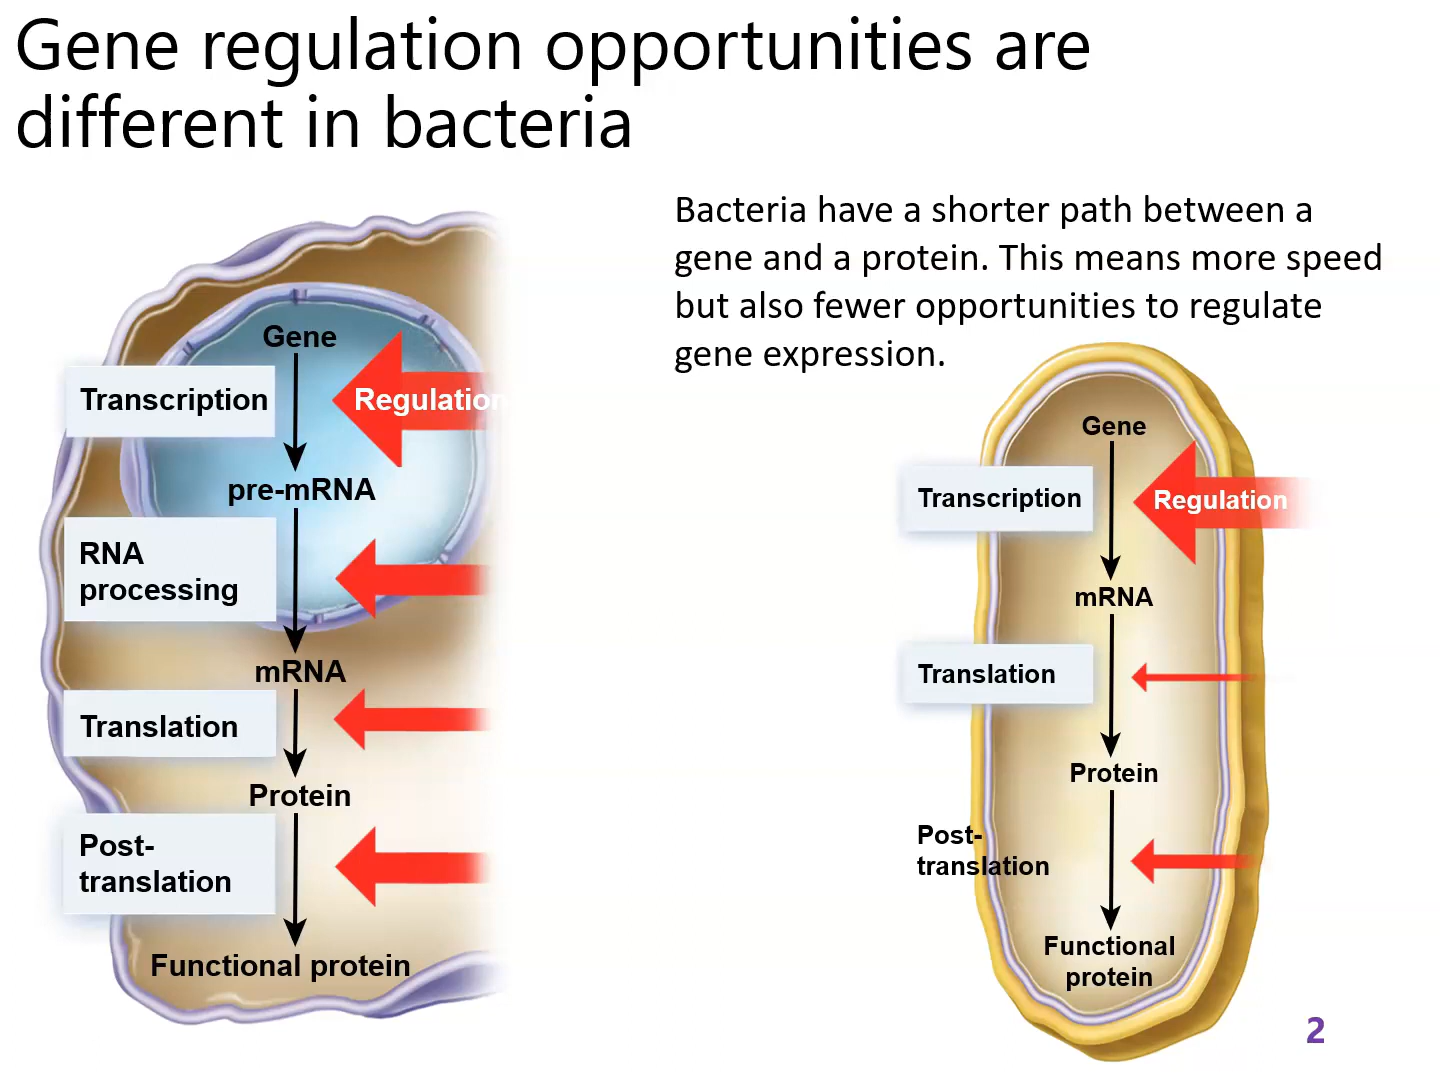 Gene regulation opportunities are
different in bacteria
Bacteria have a shorter path between a
gene and a protein. This means more speed
but also fewer opportunities to regulate
gene expression.
Gene
Transcription
Regulation
pre-mRNA
RNA
processing
mRNA
Translation
Protein
Post-
translation
Functional protein
Gene
Transcription
Regulation
mRNA
Translation
Protein
Post-
translation
Functional
protein
2